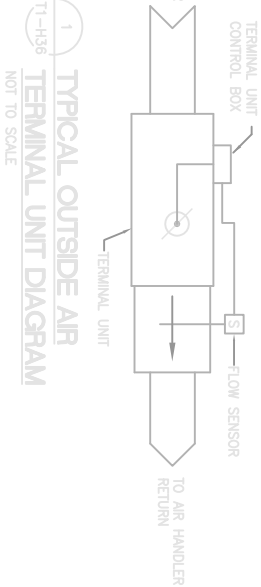 TERMINAL UNIT
CONTROL BOX
S
FLOW SENSOR
TERMINAL UNIT
TO AIR HANDLER
RETURN
1
T1-H36
TYPICAL OUTSIDE AIR
TERMINAL UNIT DIAGRAM
NOT TO SCALE